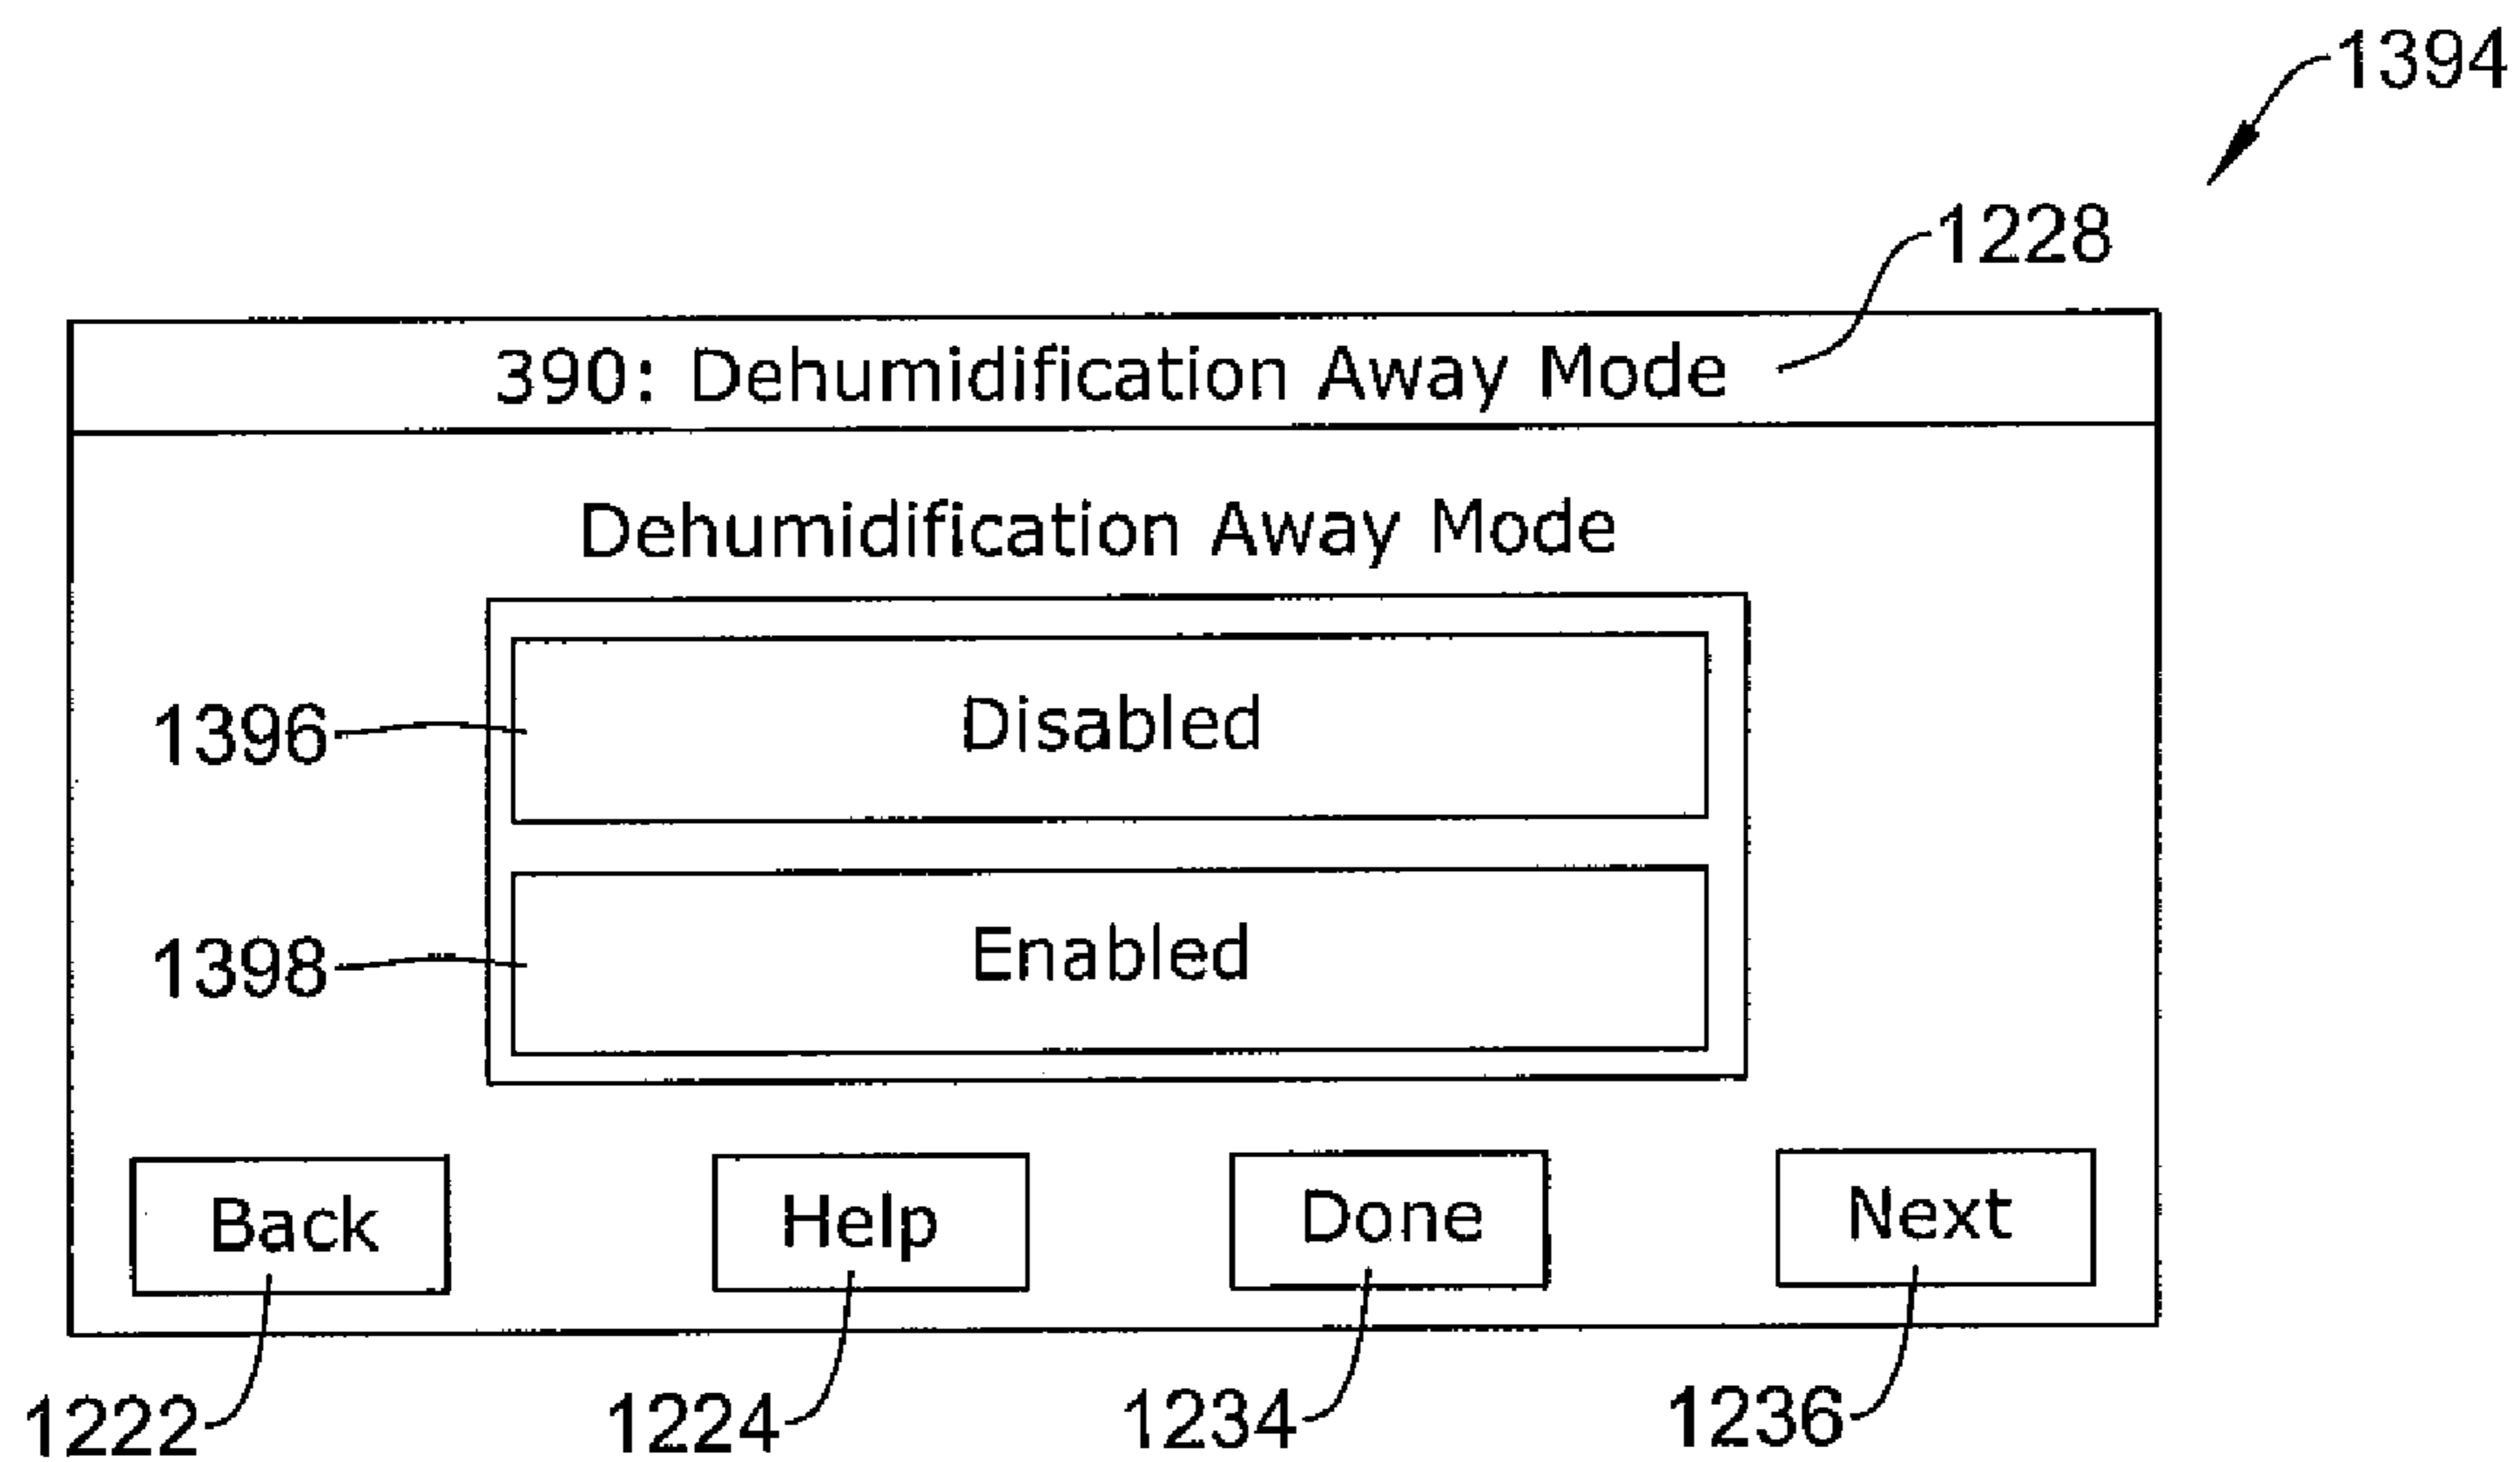 1394
1228
390: Dehumidification Away Mode
Dehumidification Away Mode
1396
Disabled
1398
Enabled
Back
Help
Done
Next
1222
1224
1234
1236